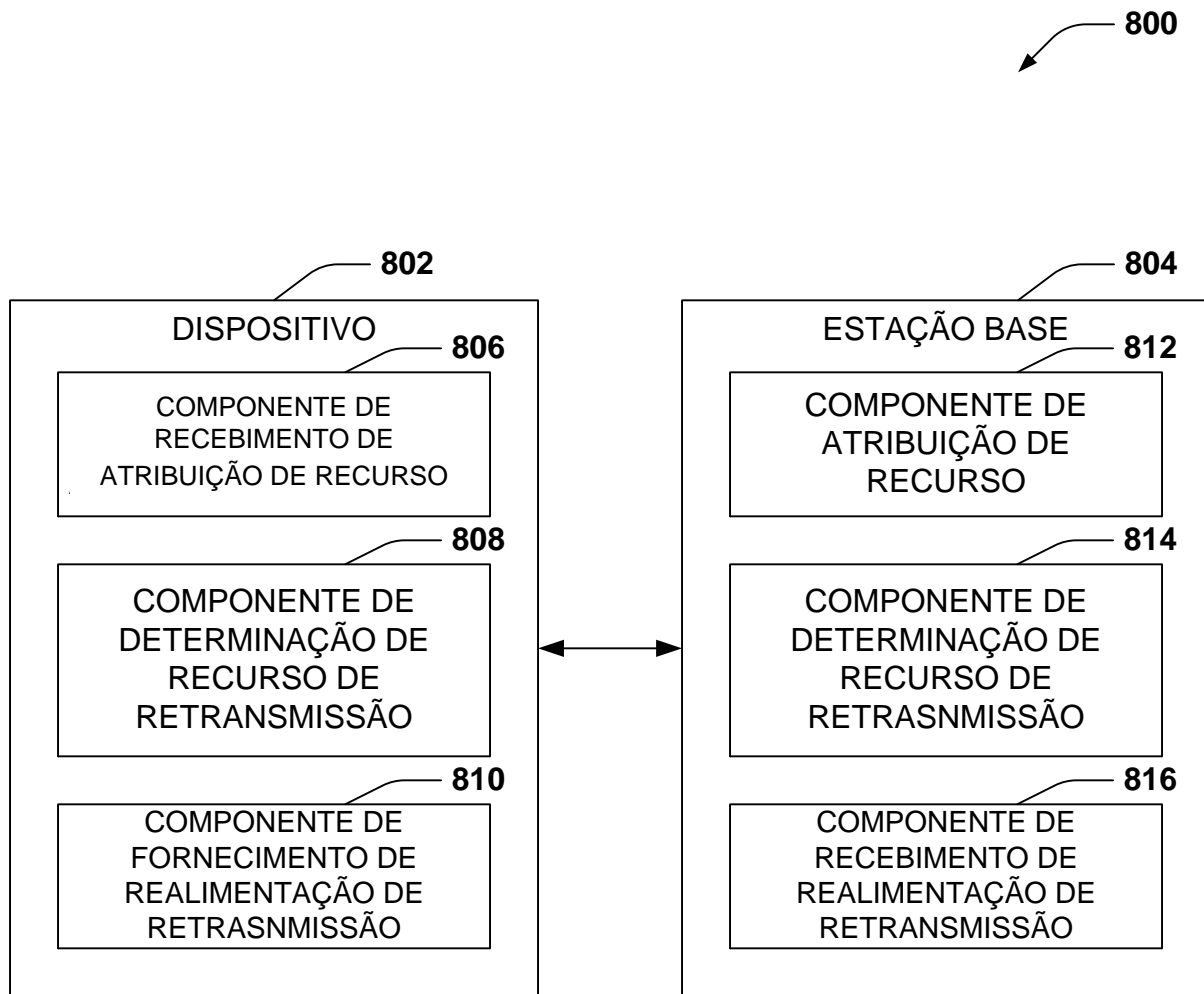 800
802
DISPOSITIVO
806
COMPONENTE DE
RECEBIMENTO DE
ATRIBUIÇÃO DE RECURSO
808
COMPONENTE DE
DETERMINAÇÃO DE
RECURSO DE
RETRANSMISSÃO
810
COMPONENTE DE
FORNECIMENTO DE
REALIMENTAÇÃO DE
RETRASNMISSÃO
804
ESTAÇÃO BASE
812
COMPONENTE DE
ATRIBUIÇÃO DE
RECURSO
814
COMPONENTE DE
DETERMINAÇÃO DE
RECURSO DE
RETRASNMISSÃO
816
COMPONENTE DE
RECEBIMENTO DE
REALIMENTAÇÃO DE
RETRANSMISSÃO